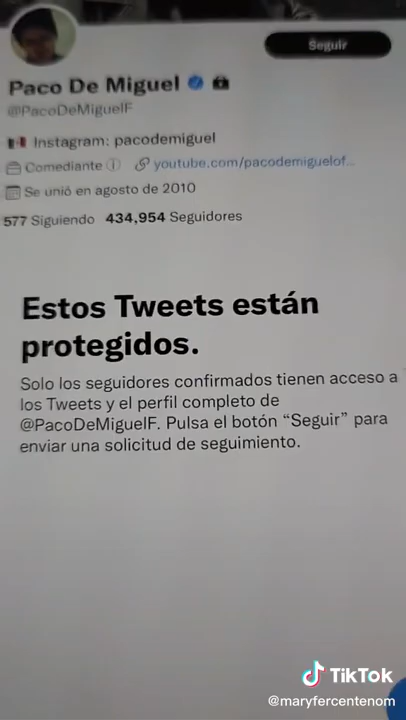 Seguir
Paco De Miguel
@PacoDeMiguelF
Instagram: pacodemiguel
Comediante youtube.com/pacodemiguelof...
Se unió en agosto de 2010
577 Siguiendo 434,954 Seguidores
Estos Tweets están
protegidos.
Solo los seguidores confirmados tienen acceso a
los Tweets y el perfil completo de
@PacoDeMiguelF. Pulsa el botón “Seguir” para
enviar una solicitud de seguimiento.
TikTok
@maryfercentenom